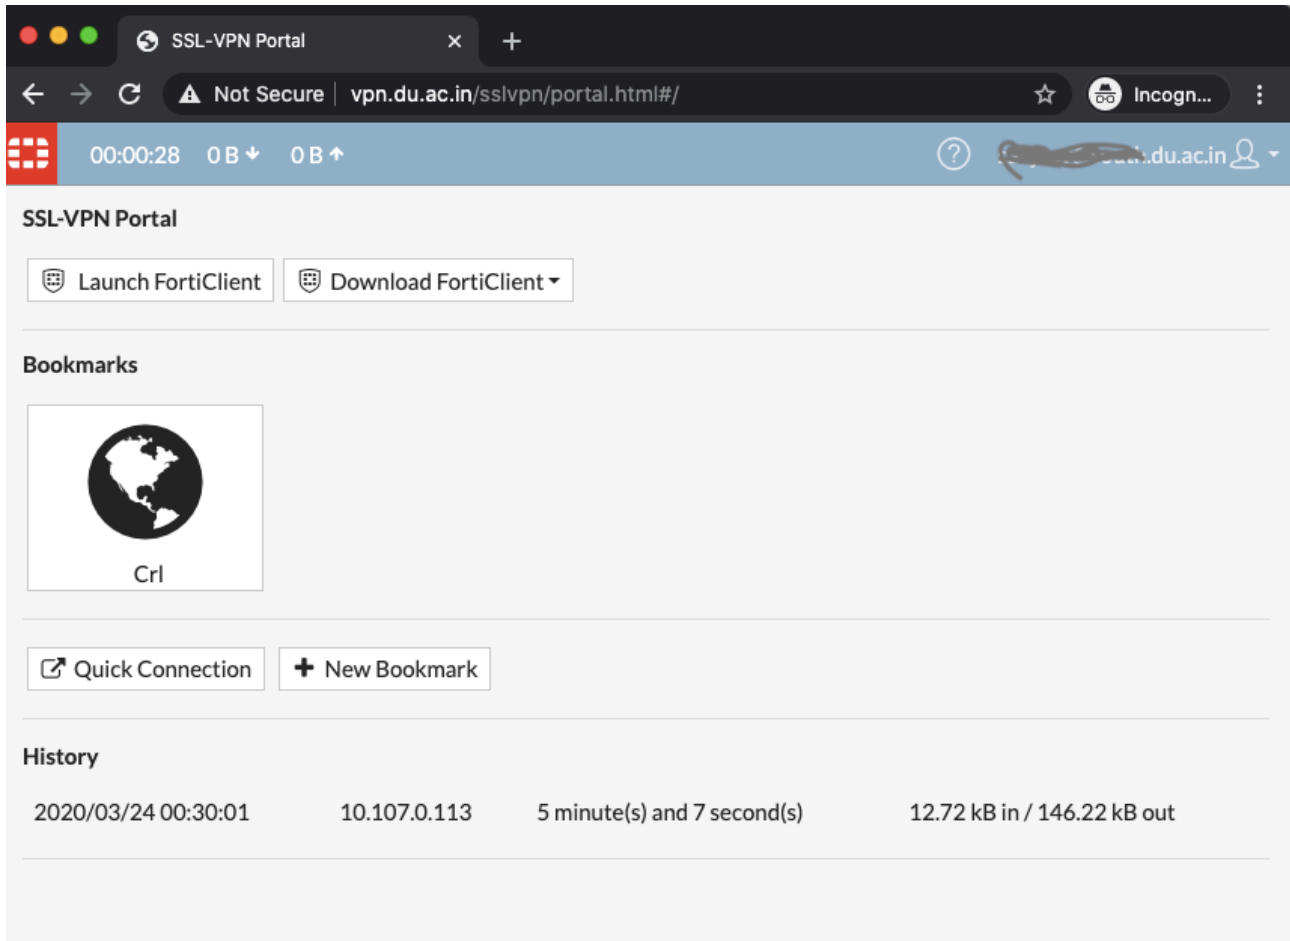 SSL-VPN Portal
Not Secure vpn.du.ac.in/sslvpn/portal.html#/ Incogn...
00:00:28 0 B 0 B .du.ac.in
SSL-VPN Portal
Launch FortiClient Download FortiClient
Bookmarks
Crl
Quick Connection New Bookmark
History
2020/03/24 00:30:01 10.107.0.113 5 minute(s) and 7 second(s) 12.72 kB in / 146.22 kB out